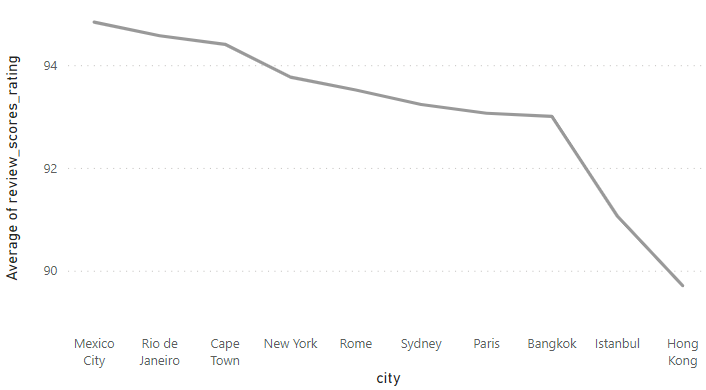 Average of review_scores_rating
94
92
90
Mexico City
Rio de Janeiro
Cape Town
New York
Rome
Sydney
Paris
Bangkok
Istanbul
Hong Kong
city